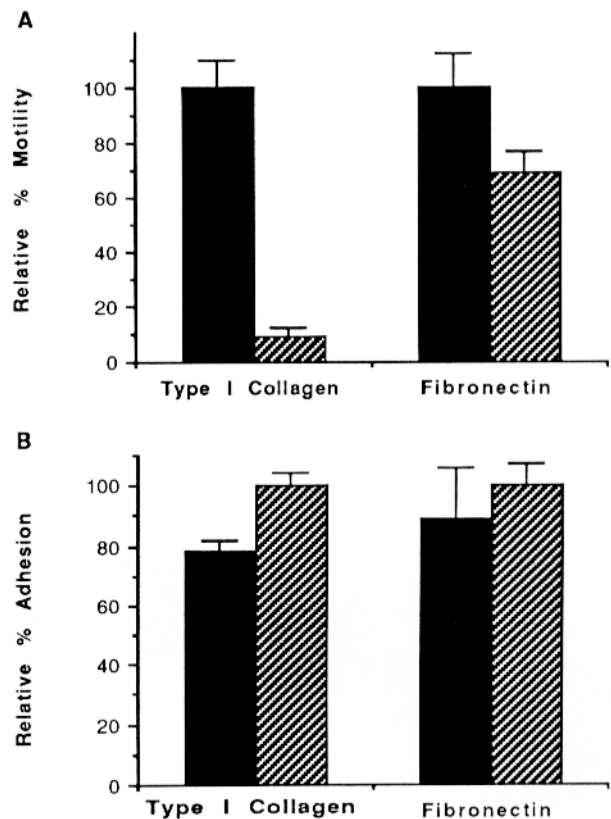 A
Relative % Motility
100
80
60
40
20
0
Type I Collagen Fibronectin
B
Relative % Adhesion
100
80
60
40
20
0
Type I Collagen Fibronectin